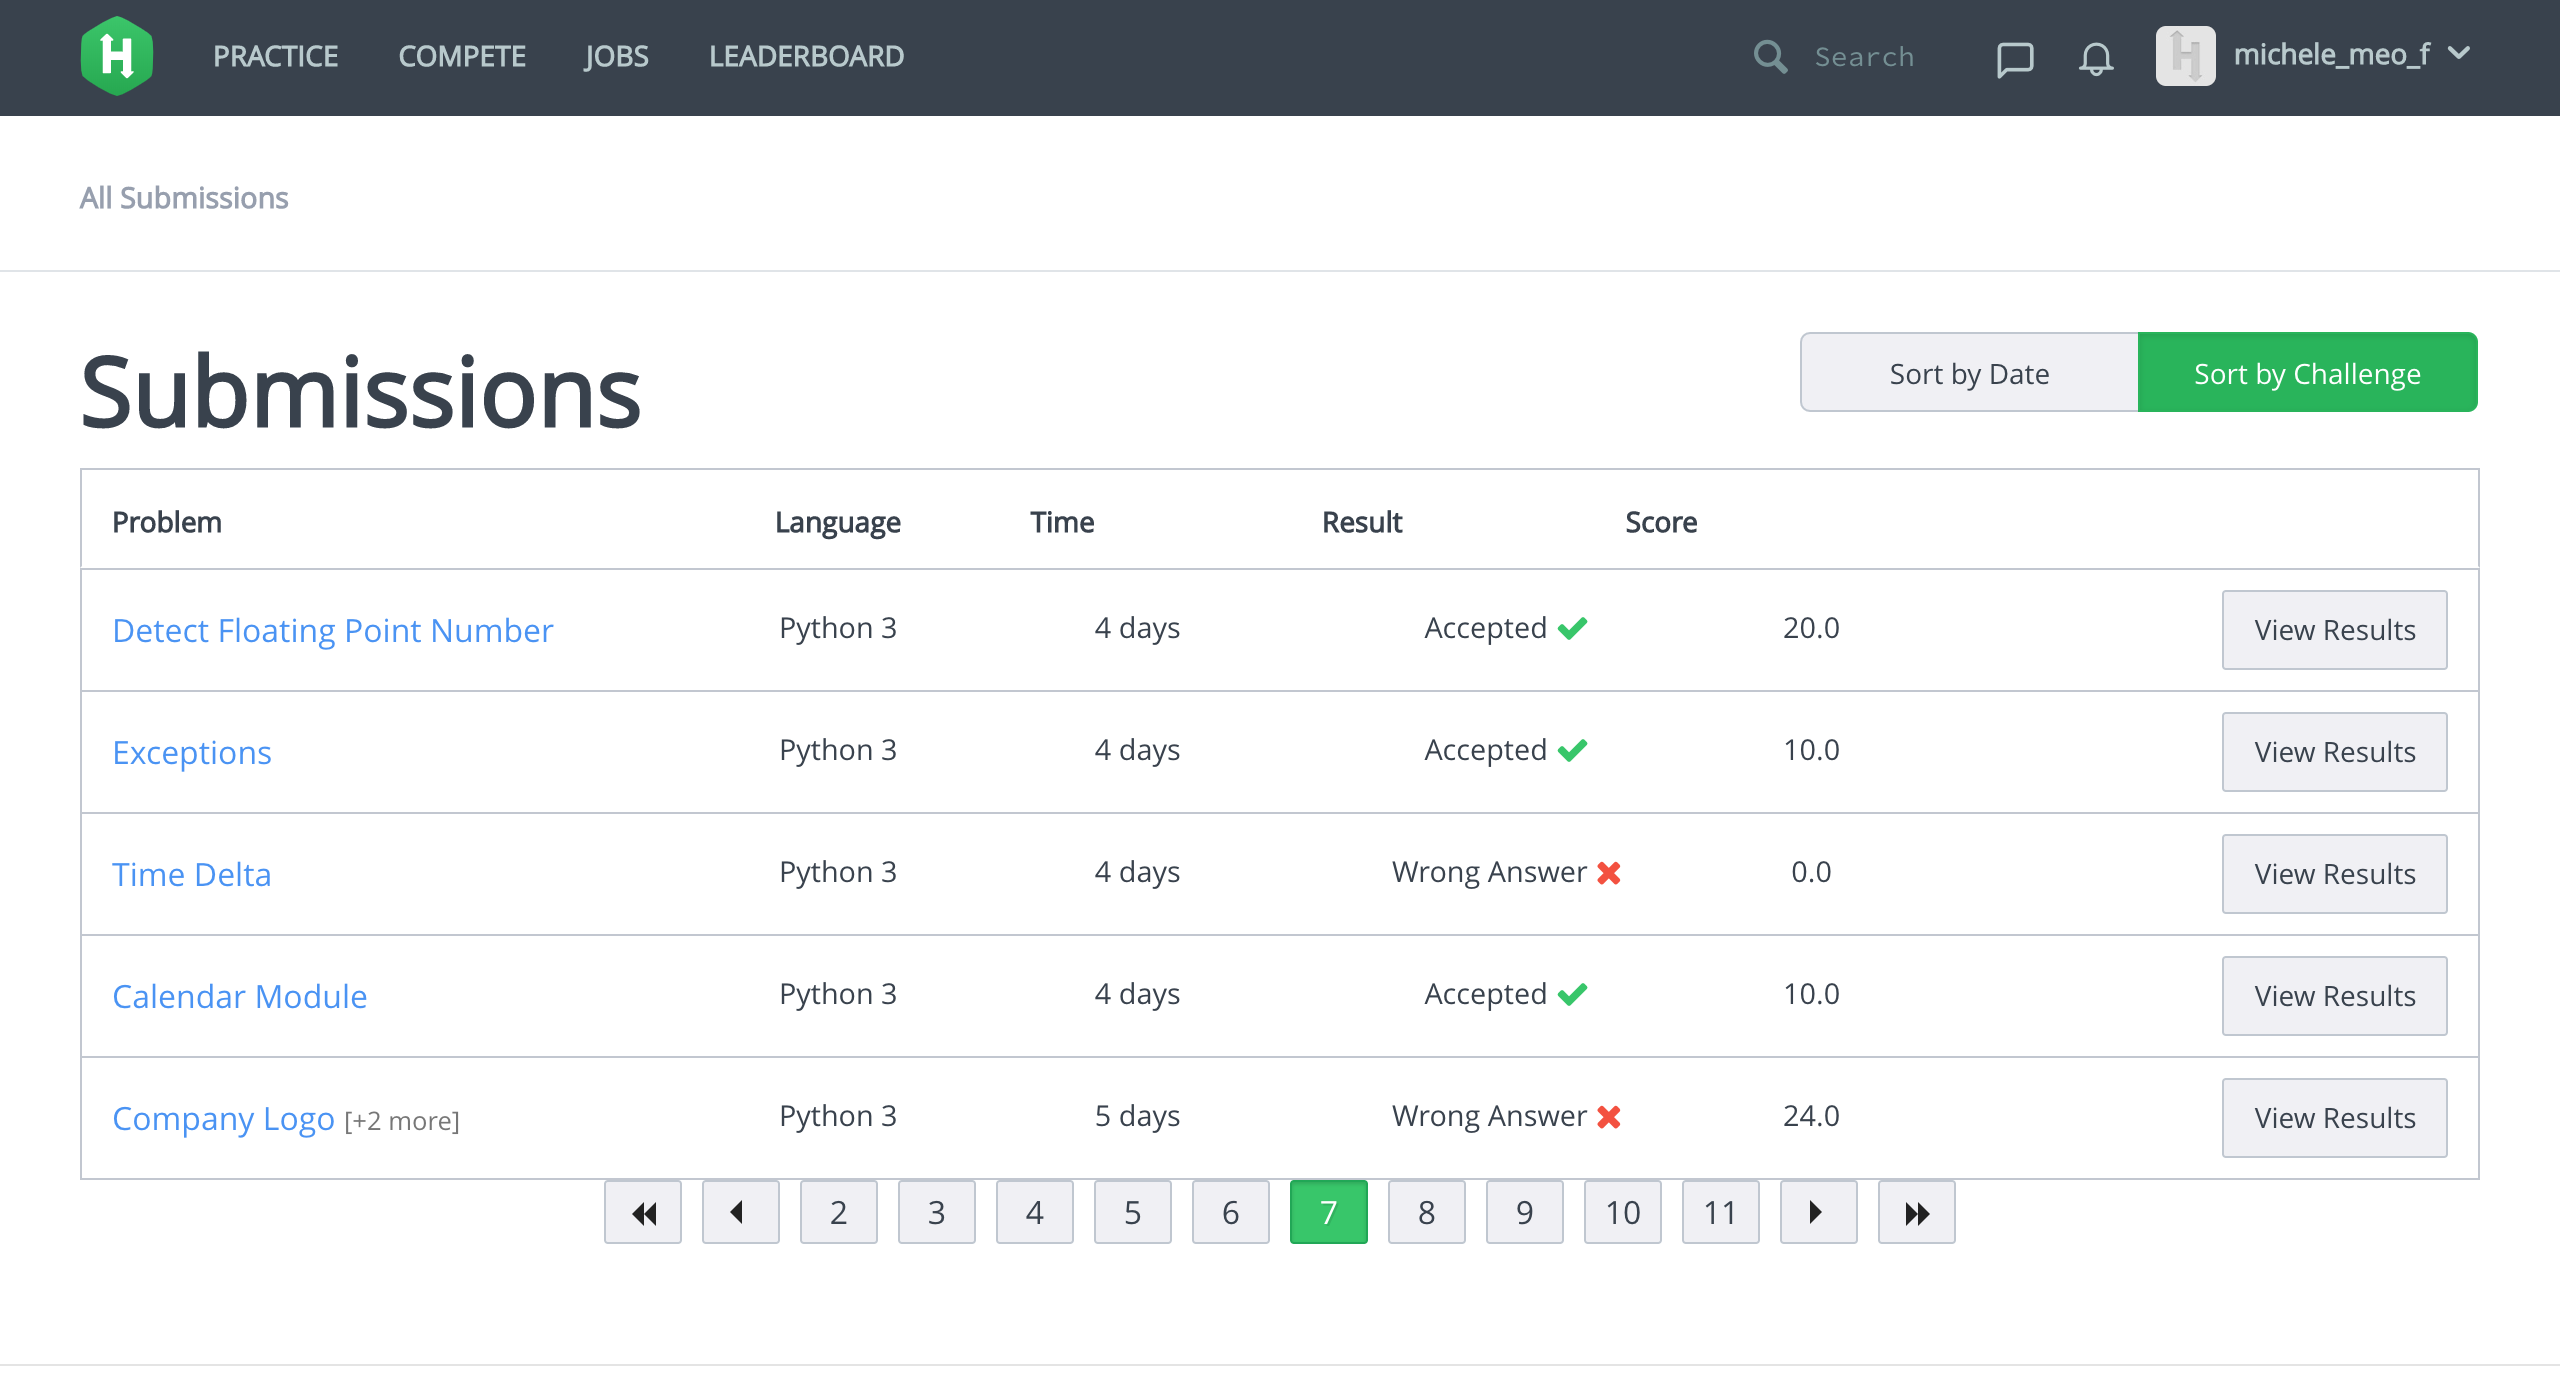 H PRACTICE COMPETE JOBS LEADERBOARD Search H michele_meo_f
All Submissions
Submissions Sort by Date Sort by Challenge
Problem Language Time Result Score
Detect Floating Point Number Python 3 4 days Accepted 20.0 View Results
Exceptions Python 3 4 days Accepted 10.0 View Results
Time Delta Python 3 4 days Wrong Answer 0.0 View Results
Calendar Module Python 3 4 days Accepted 10.0 View Results
Company Logo [+2 more] Python 3 5 days Wrong Answer 24.0 View Results
2 3 4 5 6 7 8 9 10 11